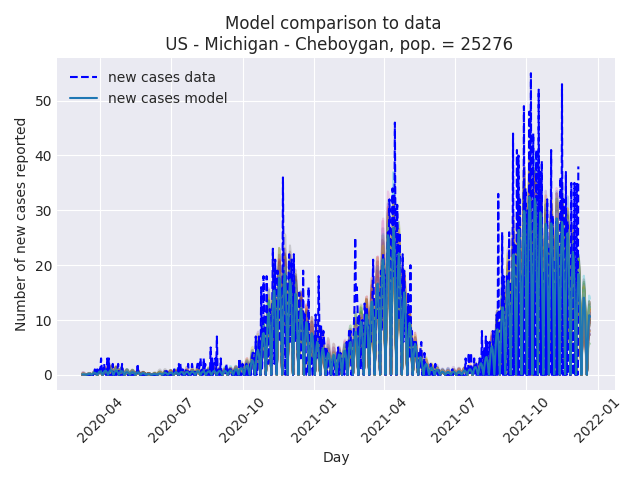 Model comparison to data
US - Michigan - Cheboygan, pop. = 25276
new cases data
new cases model
Number of new cases reported
50
40
30
20
10
0
2020-04
2020-07
2020-10
2021-01
2021-04
2021-07
2021-10
2022-01
Day